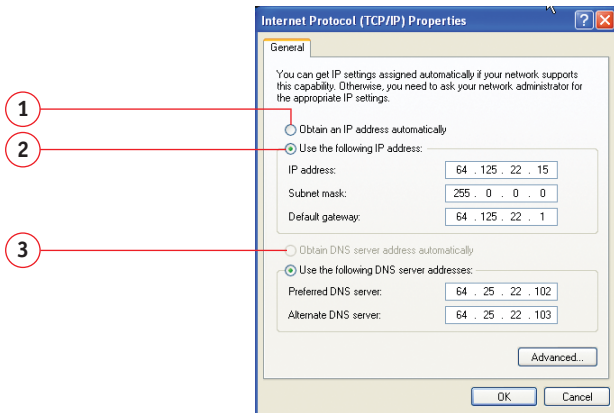 Internet Protocol (TCP/IP) Properties
General
You can get IP settings assigned automatically if your network supports
this capability. Otherwise, you need to ask your network administrator for
the appropriate IP settings.
1
Obtain an IP address automatically
2
Use the following IP address:
IP address: 64 . 125 . 22 . 15
Subnet mask: 255 . 0 . 0 . 0
Default gateway: 64 . 125 . 22 . 1
3
Obtain DNS server address automatically
Use the following DNS server addresses:
Preferred DNS server: 64 . 25 . 22 . 102
Alternate DNS server: 64 . 25 . 22 . 103
Advanced...
OK Cancel